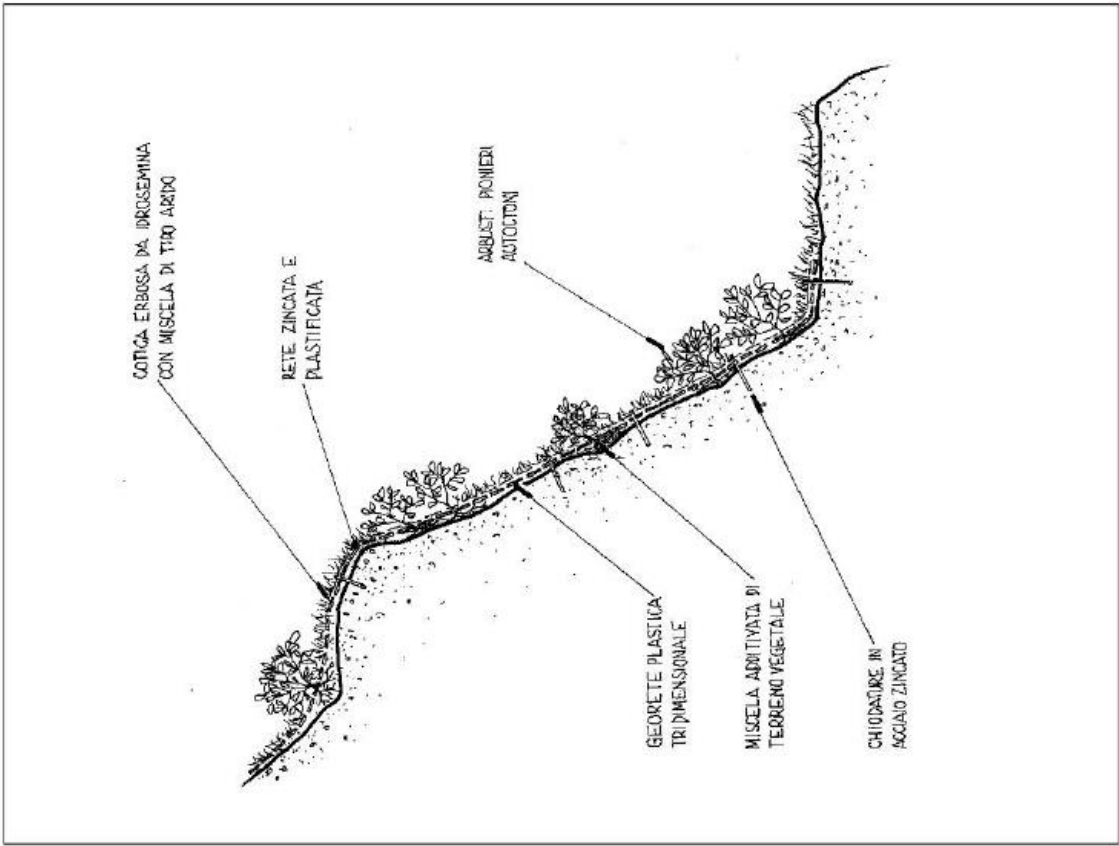 COTICA ERBOSA DA IDROSEMINA
CON MISCELA DI TIPO ARIDO
RETE ZINCATA E
PLASTIFICATA
ARBUSTI PIONIERI
AUTOCTONI
GEORETE PLASTICA
TRIDIMENSIONALE
MISCELA ADDITIVATA DI
TERRENO VEGETALE
CHIODATURE IN
ACCIAIO ZINCATO